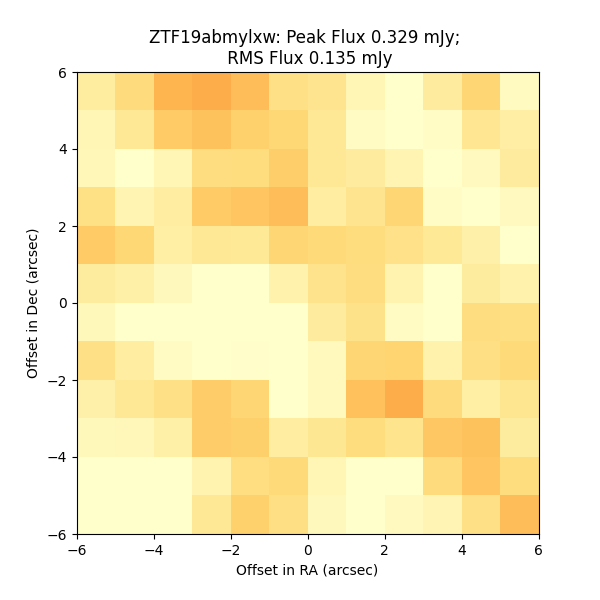 ZTF19abmylxw: Peak Flux 0.329 mJy;
RMS Flux 0.135 mJy
6
4
2
0
−2
−4
−6
Offset in Dec (arcsec)
−6 −4 −2 0 2 4 6
Offset in RA (arcsec)